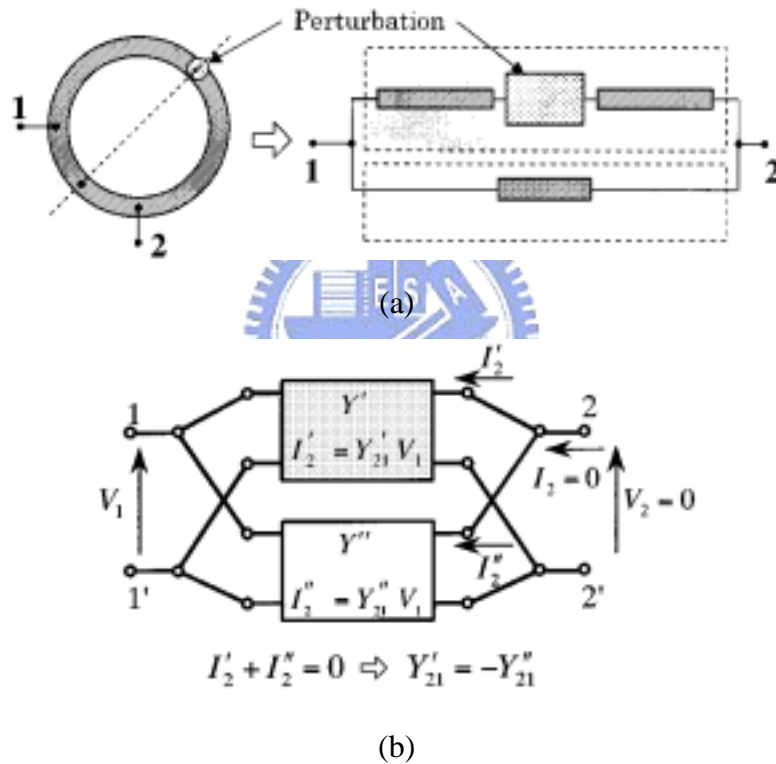 Perturbation
1
2
1
2
ES A
(a)
I'₂
1
Y'
2
I'₂ = Y'₂₁ V₁
I₂ = 0
V₁
V₂ = 0
Y''
I''₂
1'
I''₂ = Y''₂₁ V₁
2'
I'₂ + I''₂ = 0 ⇨ Y'₂₁ = −Y''₂₁
(b)